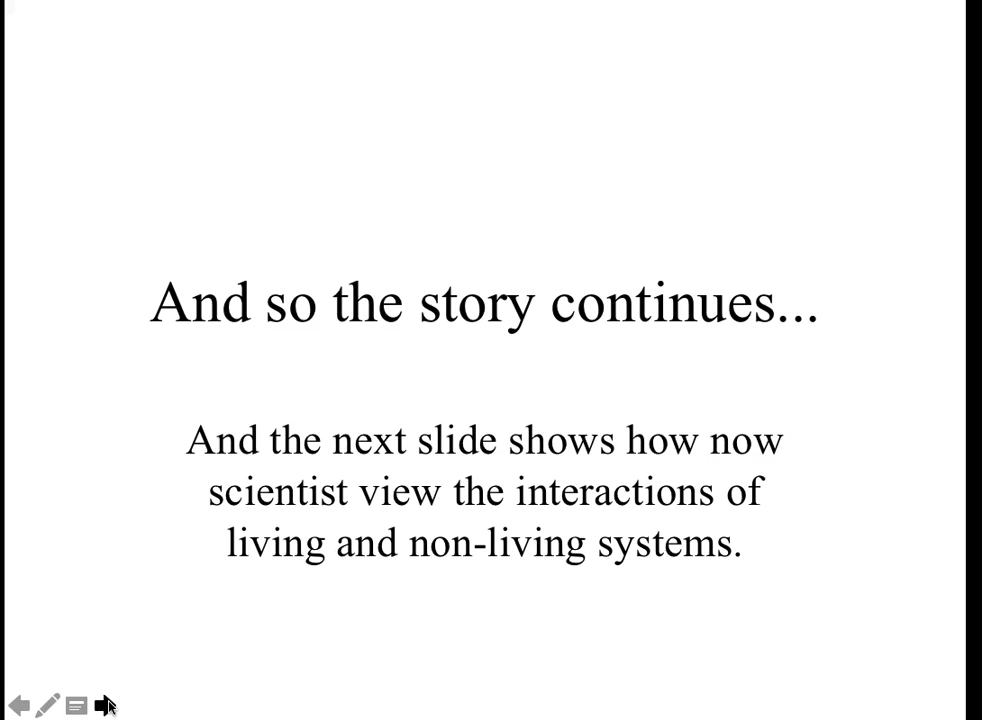 And so the story continues...
And the next slide shows how now
scientist view the interactions of
living and non-living systems.